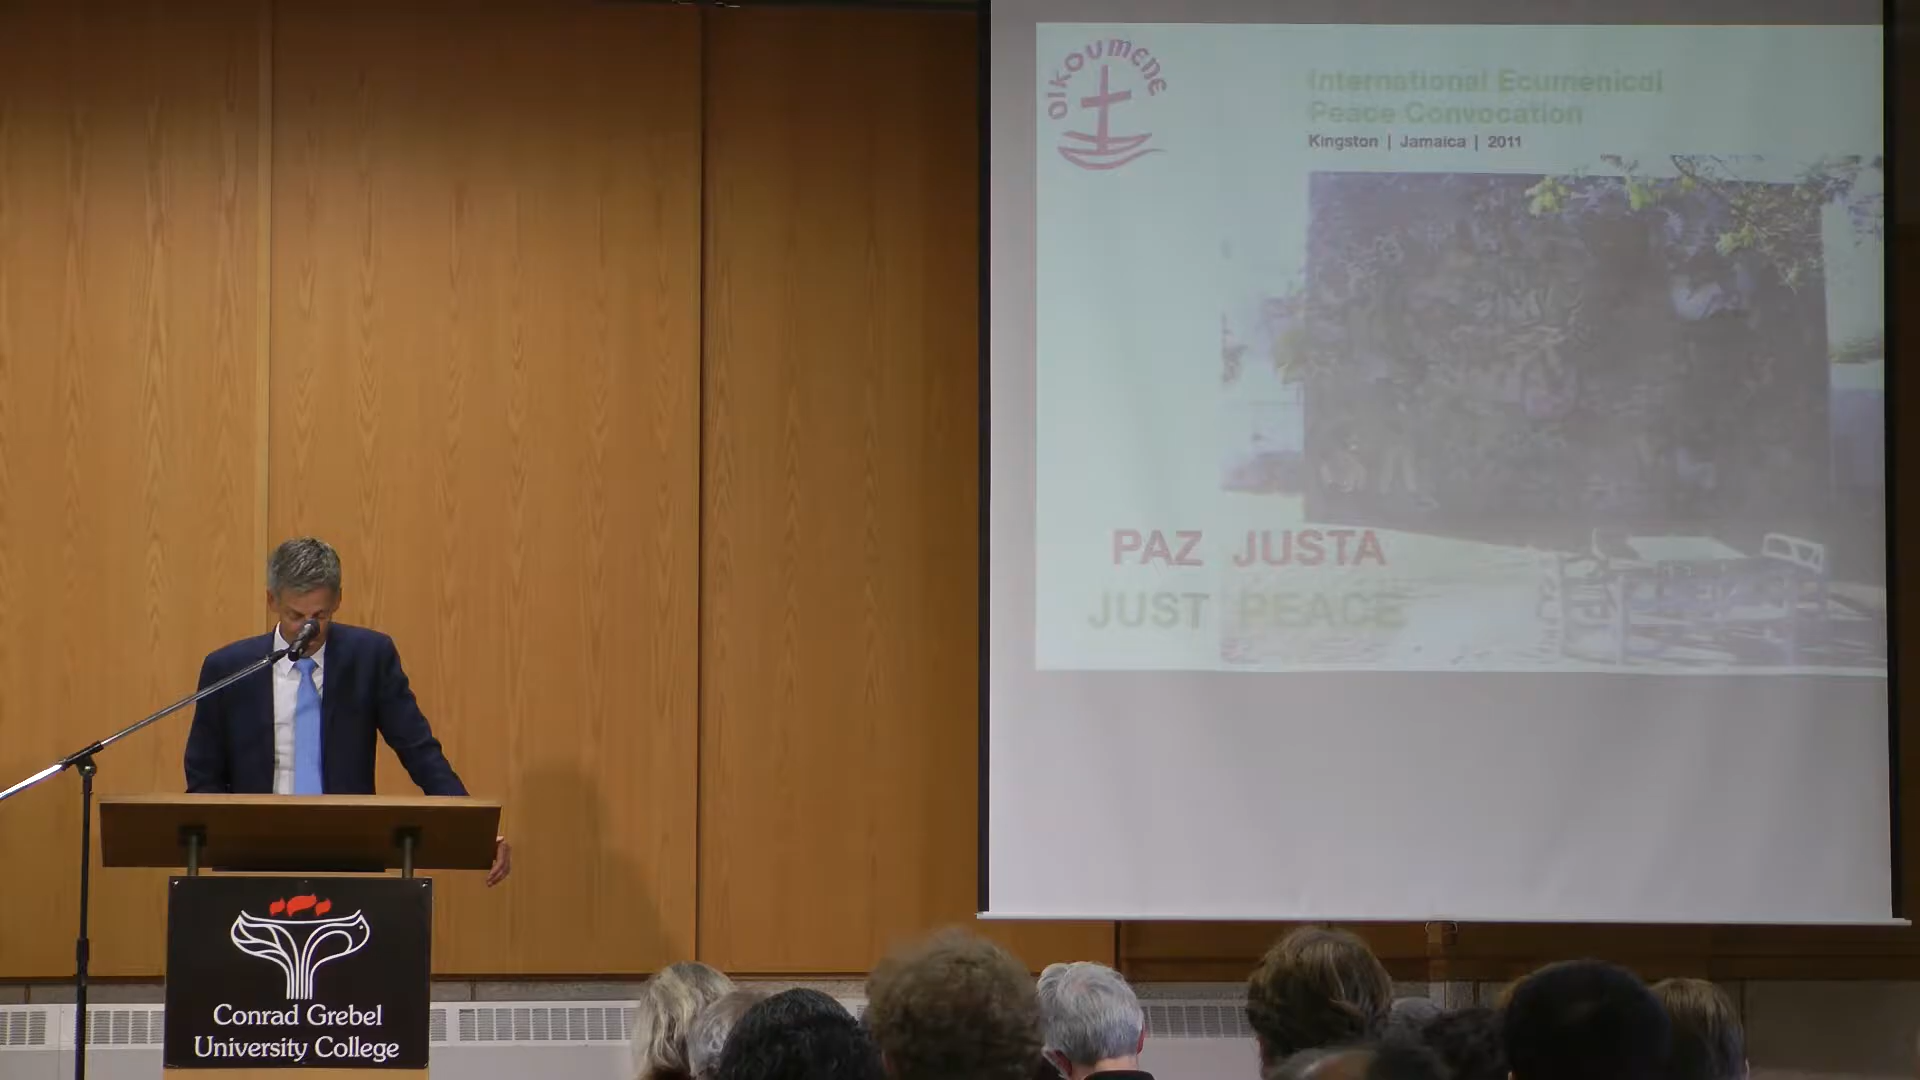 OIKOUMENE
International Ecumenical
Peace Convocation
Kingston | Jamaica | 2011
PAZ JUSTA
JUST PEACE
Conrad Grebel
University College